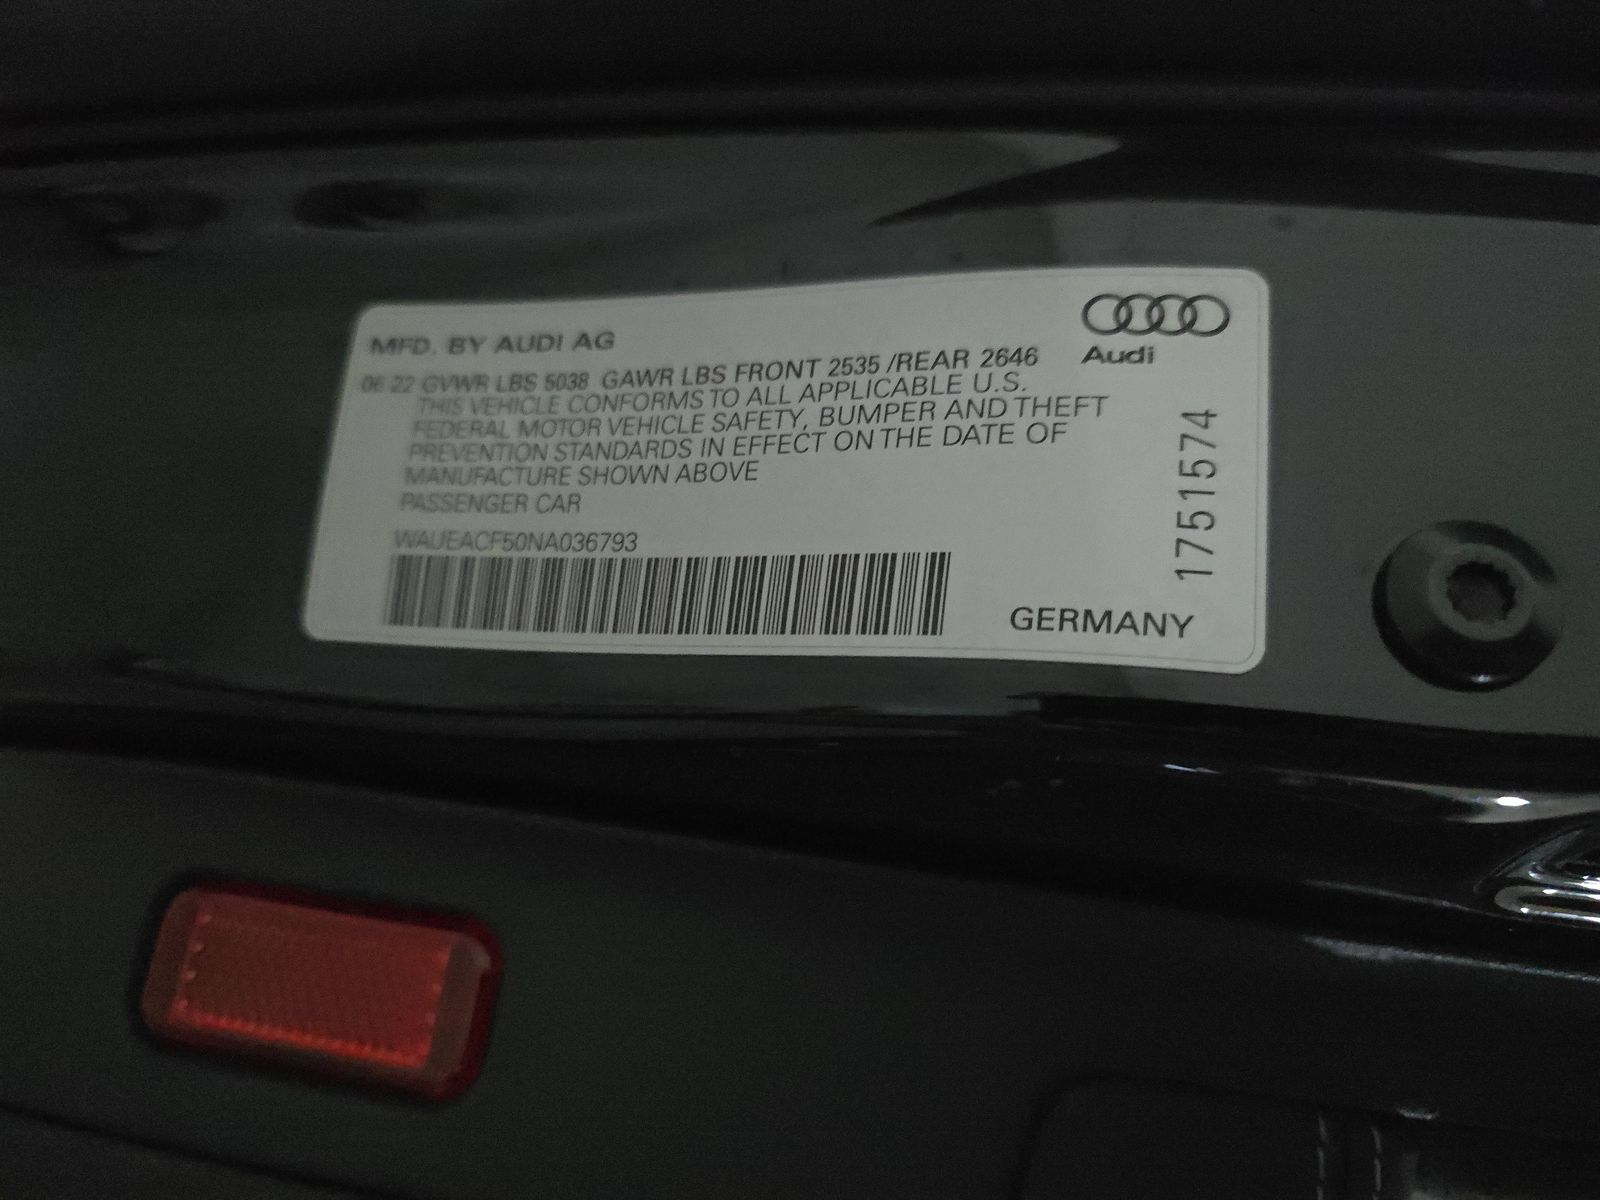 MFD. BY AUDI AG
Audi
06 22 GVWR LBS 5038 GAWR LBS FRONT 2535 /REAR 2646
THIS VEHICLE CONFORMS TO ALL APPLICABLE U.S.
FEDERAL MOTOR VEHICLE SAFETY, BUMPER AND THEFT
PREVENTION STANDARDS IN EFFECT ON THE DATE OF
MANUFACTURE SHOWN ABOVE
PASSENGER CAR
WAUEACF50NA036793
1751574
GERMANY